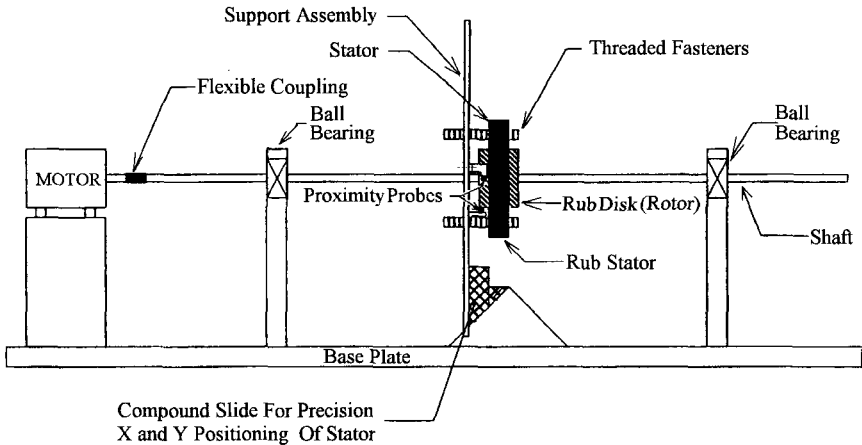 Support Assembly
Stator
Threaded Fasteners
Flexible Coupling
Ball
Bearing
Ball
Bearing
MOTOR
Proximity Probes
Rub Disk (Rotor)
Shaft
Rub Stator
Base Plate
Compound Slide For Precision
X and Y Positioning Of Stator